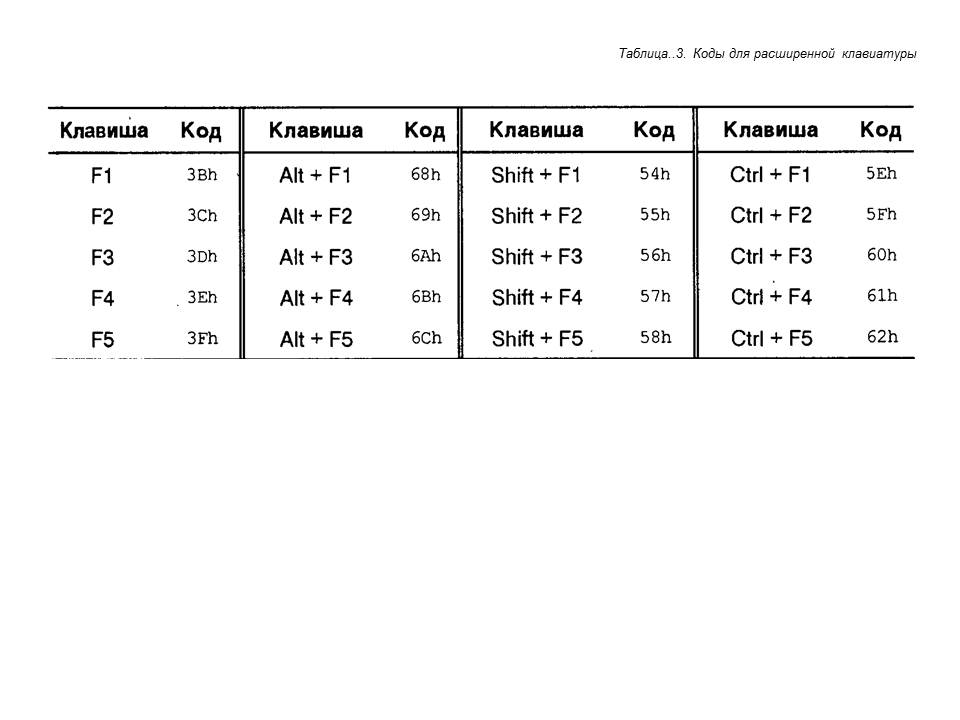 Таблица..3. Коды для расширенной клавиатуры
Клавиша Код Клавиша Код Клавиша Код Клавиша Код
F1 3Bh Alt + F1 68h Shift + F1 54h Ctrl + F1 5Eh
F2 3Ch Alt + F2 69h Shift + F2 55h Ctrl + F2 5Fh
F3 3Dh Alt + F3 6Ah Shift + F3 56h Ctrl + F3 60h
F4 3Eh Alt + F4 6Bh Shift + F4 57h Ctrl + F4 61h
F5 3Fh Alt + F5 6Ch Shift + F5 58h Ctrl + F5 62h